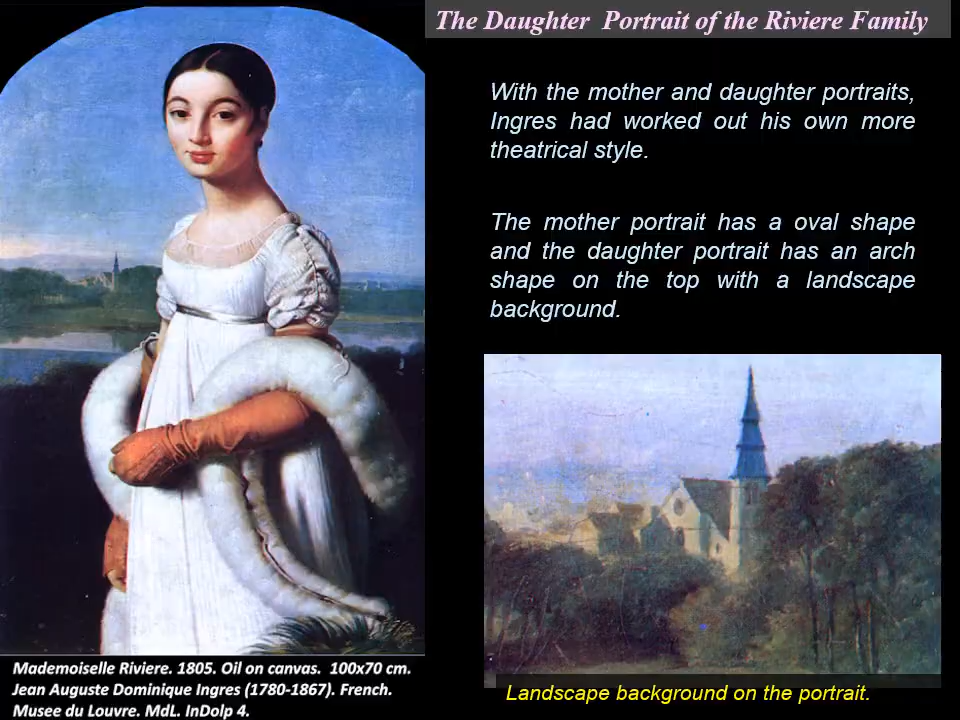 The Daughter Portrait of the Riviere Family
With the mother and daughter portraits,
Ingres had worked out his own more
theatrical style.
The mother portrait has a oval shape
and the daughter portrait has an arch
shape on the top with a landscape
background.
Mademoiselle Riviere. 1805. Oil on canvas. 100x70 cm.
Jean Auguste Dominique Ingres (1780-1867). French.
Musee du Louvre. MdL. InDolp 4.
Landscape background on the portrait.